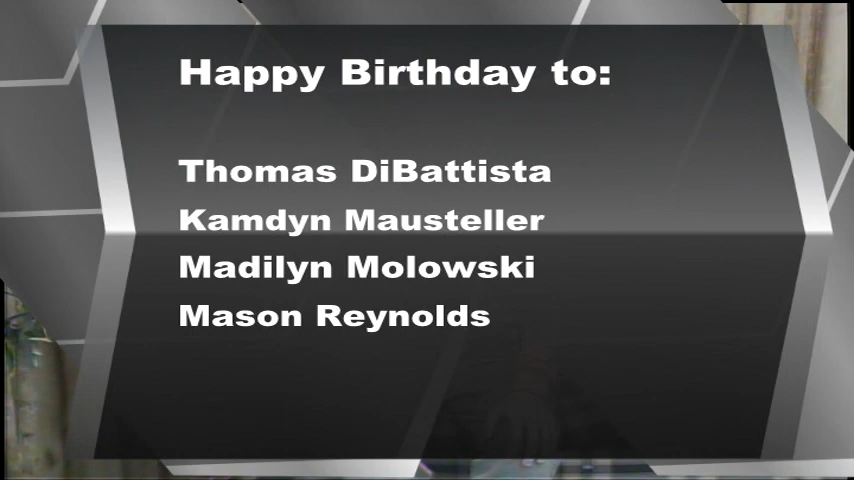 Happy Birthday to:
Thomas DiBattista
Kamdyn Mausteller
Madilyn Molowski
Mason Reynolds